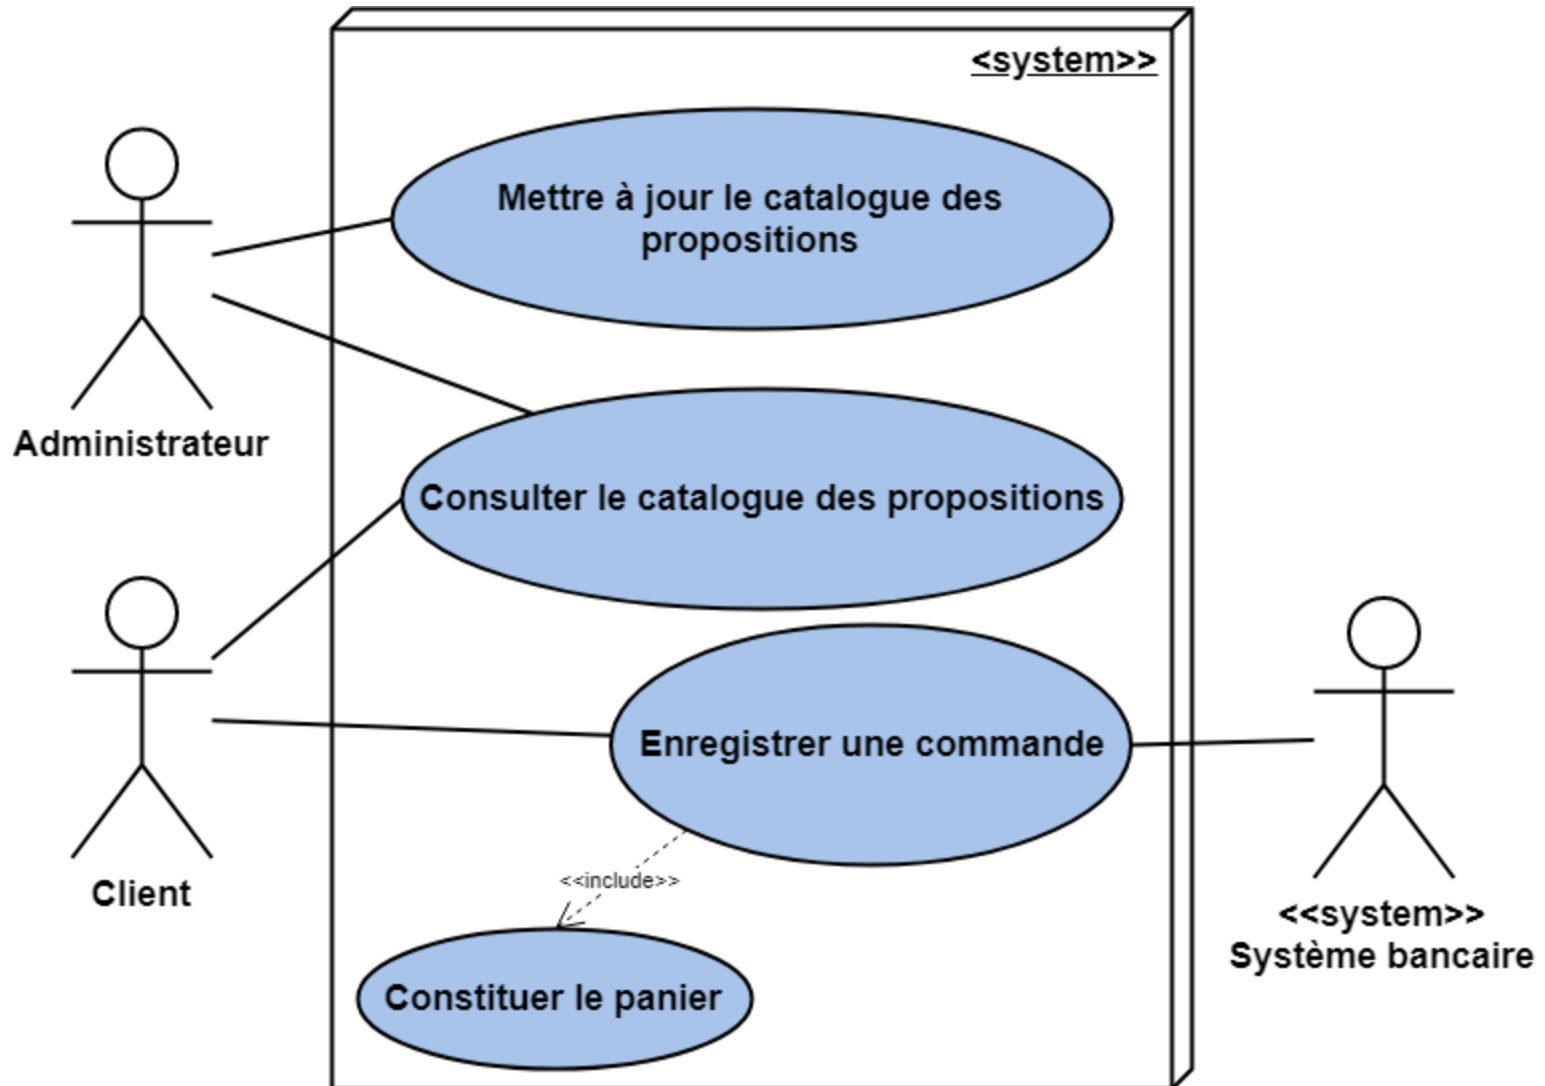 <system>>
Mettre à jour le catalogue des
propositions
Administrateur
Consulter le catalogue des propositions
Enregistrer une commande
<<include>>
Client
<<system>>
Système bancaire
Constituer le panier